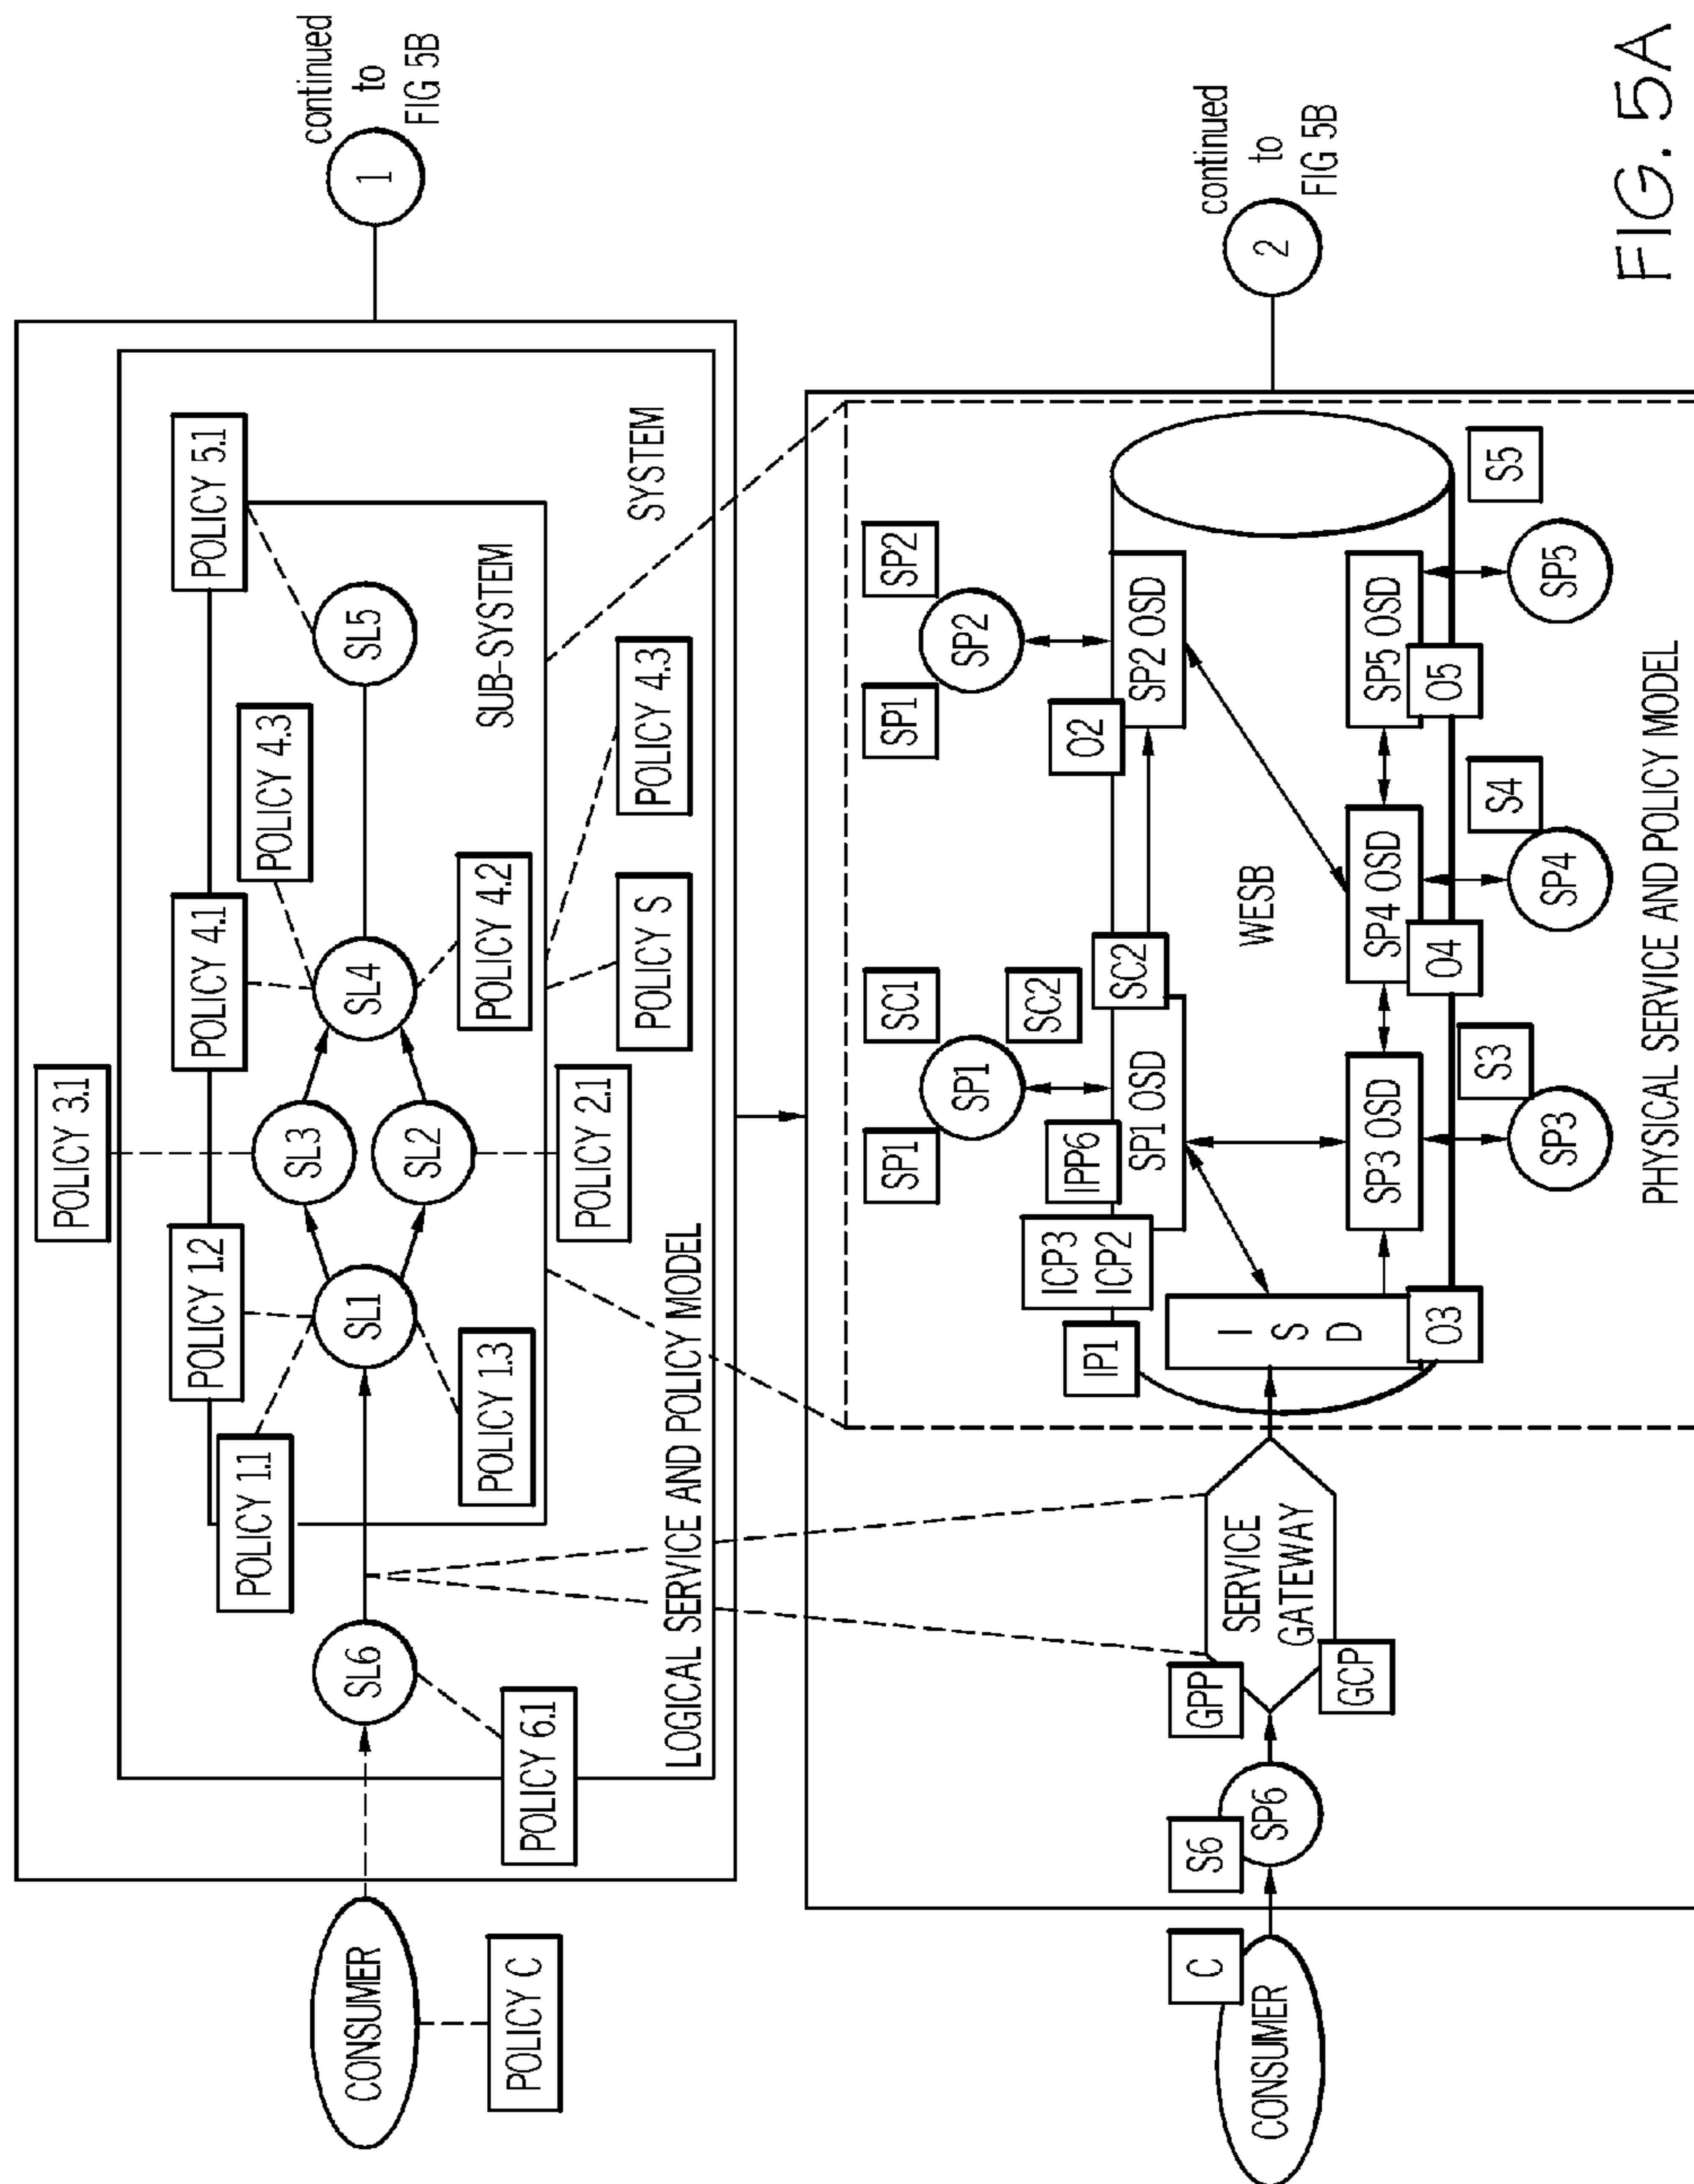 POLICY 3.1
POLICY 1.1
POLICY 1.2
POLICY 4.1
POLICY 5.1
POLICY 4.3
CONSUMER
SL6
SL1
SL3
SL2
SL4
SL5
POLICY C
POLICY 6.1
POLICY 1.3
POLICY 4.2
SUB-SYSTEM
POLICY 2.1
POLICY S
POLICY 4.3
SYSTEM
LOGICAL SERVICE AND POLICY MODEL
1
continued
to
FIG 5B
SP1
SC1
SP1
SC2
SP1
SP2
SP2
C
CONSUMER
S6
SP6
GPP
SERVICE
GATEWAY
GCP
IP1
ICP3
ICP2
IPP6
SP1 OSD
SC2
O2
SP2 OSD
I
S
D
WESB
O3
SP3 OSD
SP4 OSD
O4
SP5 OSD
O5
SP3
S3
SP4
S4
SP5
S5
PHYSICAL SERVICE AND POLICY MODEL
2
continued
to
FIG 5B
FIG. 5A